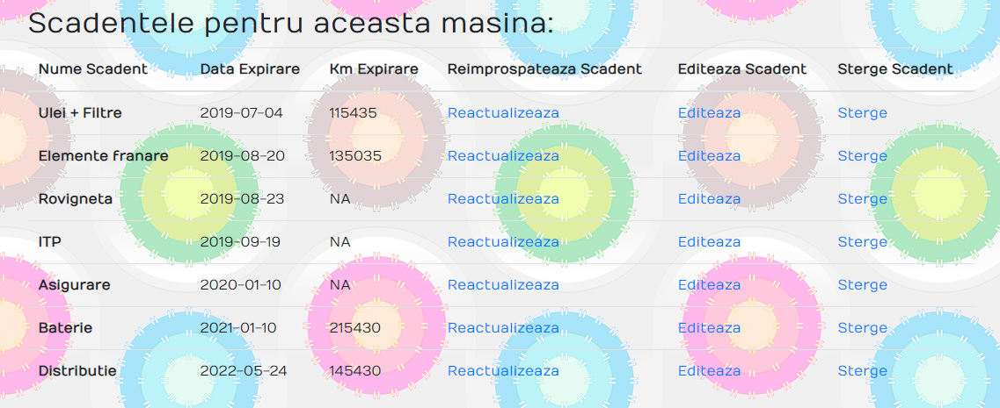 Scadentele pentru aceasta masina:
Nume Scadent Data Expirare Km Expirare Reimprospateaza Scadent Editeaza Scadent Sterge Scadent
Ulei + Filtre 2019-07-04 115435 Reactualizeaza Editeaza Sterge
Elemente franare 2019-08-20 135035 Reactualizeaza Editeaza Sterge
Rovigneta 2019-08-23 NA Reactualizeaza Editeaza Sterge
ITP 2019-09-19 NA Reactualizeaza Editeaza Sterge
Asigurare 2020-01-10 NA Reactualizeaza Editeaza Sterge
Baterie 2021-01-10 215430 Reactualizeaza Editeaza Sterge
Distributie 2022-05-24 145430 Reactualizeaza Editeaza Sterge